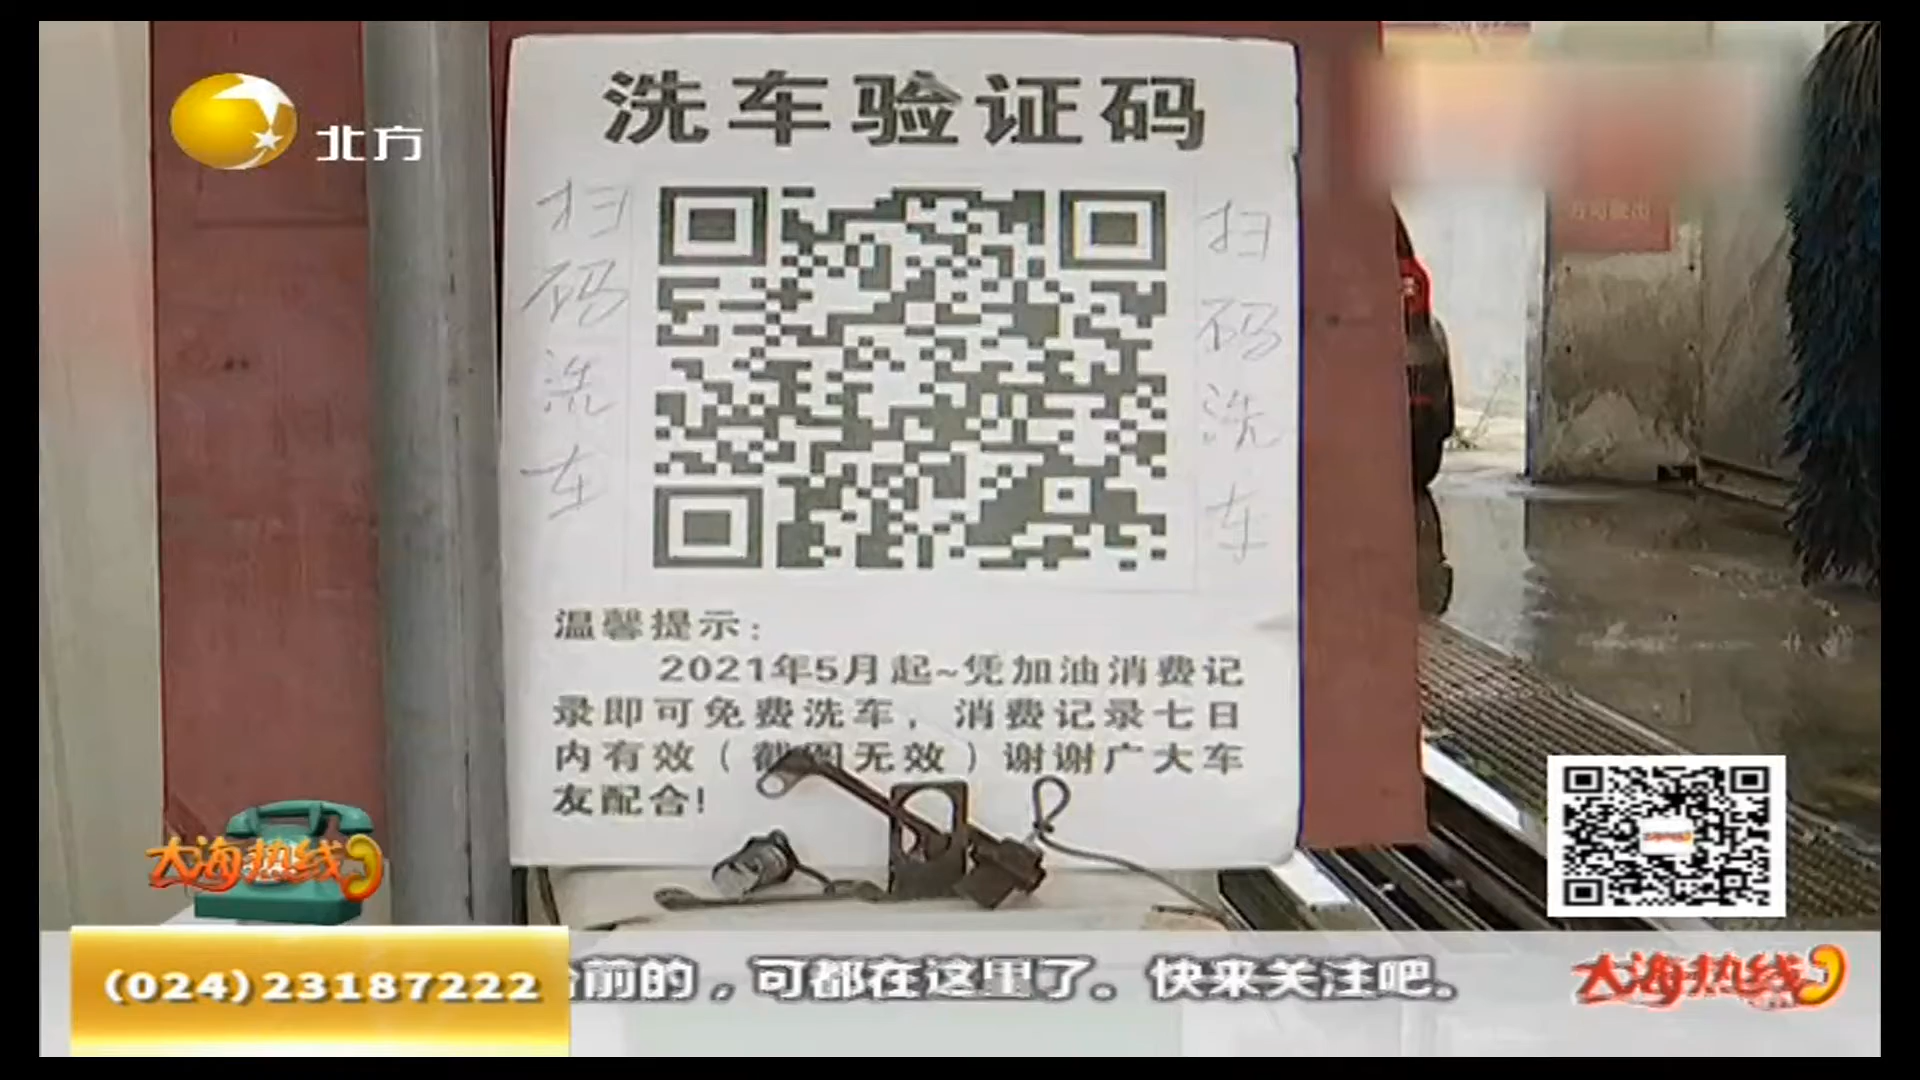 洗车验证码
北方
扫码洗车
扫码洗车
温馨提示:
2021年5月起~凭加油消费记
录即可免费洗车，消费记录七日
内有效（截图无效）谢谢广大车
友配合!
大海热线
(024)23187222
前的，可都在这里了。快来关注吧。
大海热线